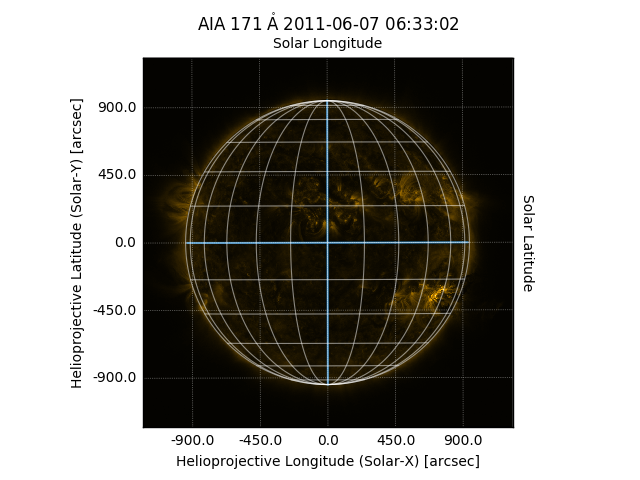 AIA 171 Å 2011-06-07 06:33:02
Solar Longitude
900.0
450.0
0.0
-450.0
-900.0
Helioprojective Latitude (Solar-Y) [arcsec]
Solar Latitude
-900.0 -450.0 0.0 450.0 900.0
Helioprojective Longitude (Solar-X) [arcsec]